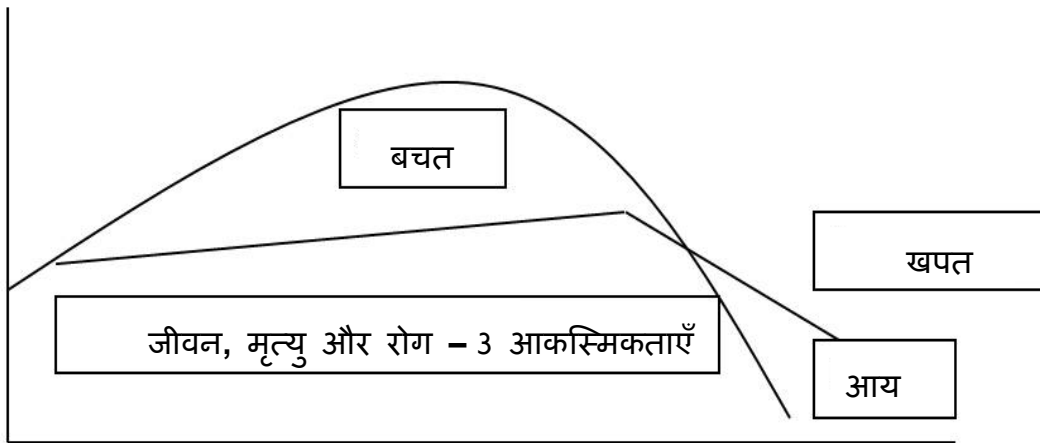 बचत
खपत
जीवन, मृत्यु और रोग – 3 आकस्मिकताएँ
आय